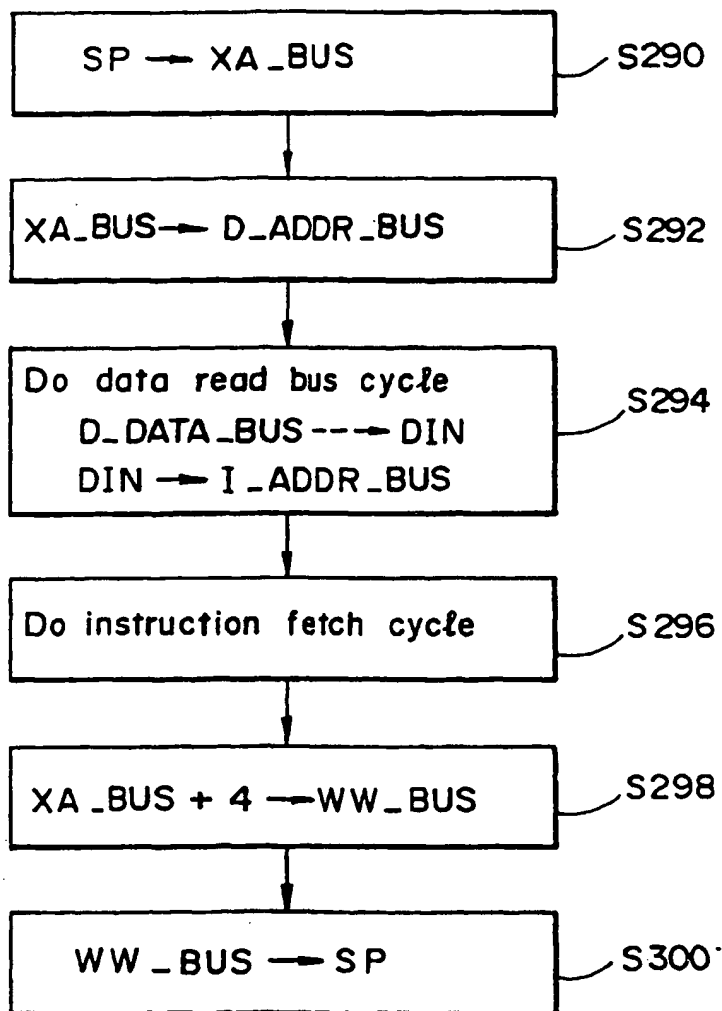 SP → XA_BUS
S290
XA_BUS → D_ADDR_BUS
S292
Do data read bus cycle
D_DATA_BUS ---→ DIN
DIN → I_ADDR_BUS
S294
Do instruction fetch cycle
S296
XA_BUS + 4 → WW_BUS
S298
WW_BUS → SP
S300